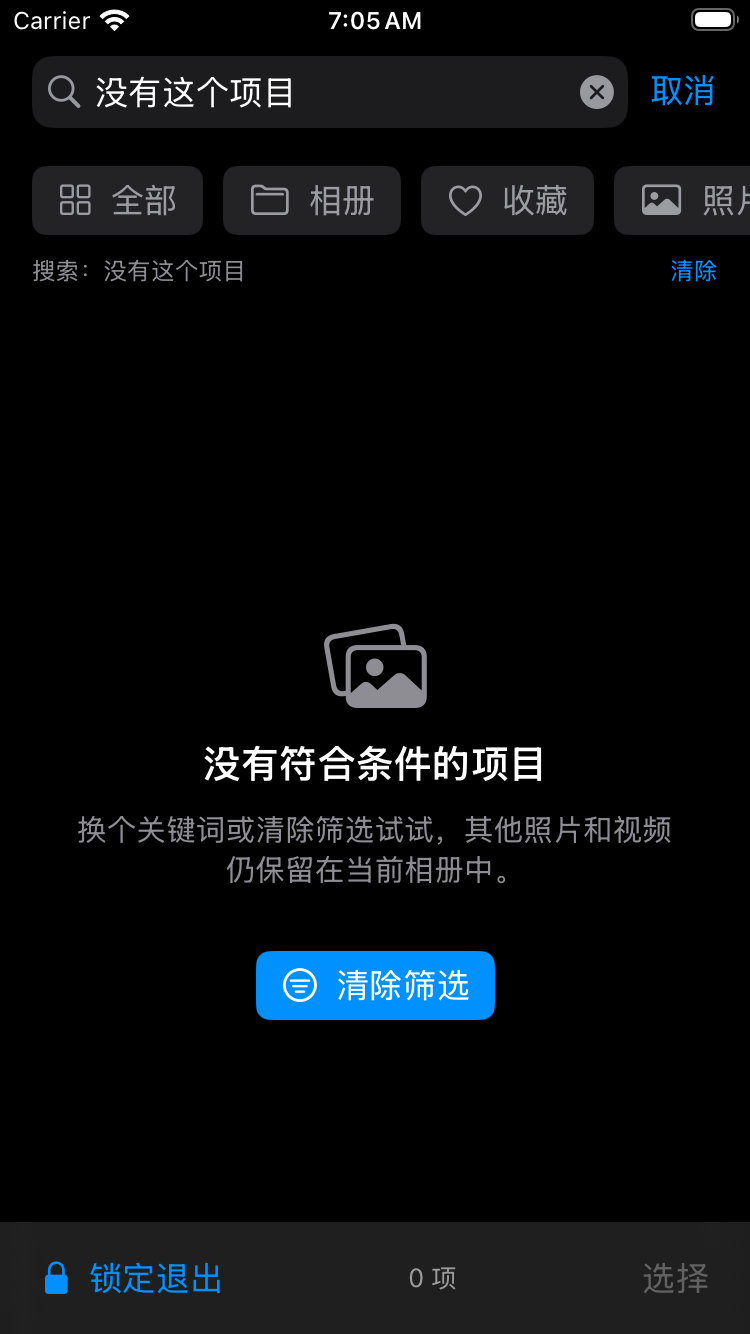 Carrier 7:05 AM
没有这个项目 取消
全部 相册 收藏 照片
搜索：没有这个项目 清除
没有符合条件的项目
换个关键词或清除筛选试试，其他照片和视频
仍保留在当前相册中。
清除筛选
锁定退出 0 项 选择